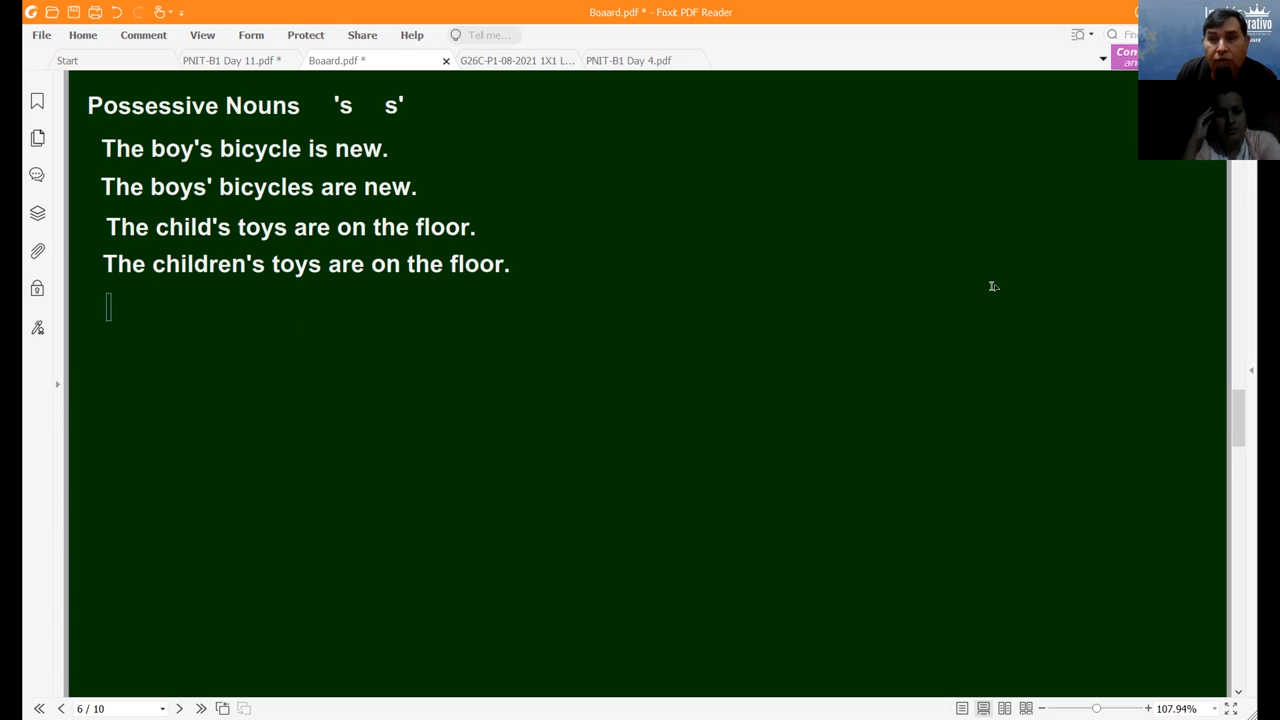 Boaard.pdf * - Foxit PDF Reader
File Home Comment View Form Protect Share Help Tell me...
Start PNIT-B1 Day 11.pdf * Boaard.pdf * G26C-P1-08-2021 1X1 L... PNIT-B1 Day 4.pdf
Possessive Nouns 's s'
The boy's bicycle is new.
The boys' bicycles are new.
The child's toys are on the floor.
The children's toys are on the floor.
6 / 10 107.94%